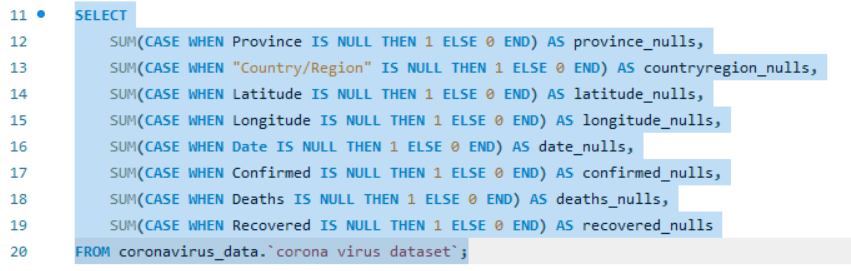 11 SELECT
12 SUM(CASE WHEN Province IS NULL THEN 1 ELSE 0 END) AS province_nulls,
13 SUM(CASE WHEN "Country/Region" IS NULL THEN 1 ELSE 0 END) AS countryregion_nulls,
14 SUM(CASE WHEN Latitude IS NULL THEN 1 ELSE 0 END) AS latitude_nulls,
15 SUM(CASE WHEN Longitude IS NULL THEN 1 ELSE 0 END) AS longitude_nulls,
16 SUM(CASE WHEN Date IS NULL THEN 1 ELSE 0 END) AS date_nulls,
17 SUM(CASE WHEN Confirmed IS NULL THEN 1 ELSE 0 END) AS confirmed_nulls,
18 SUM(CASE WHEN Deaths IS NULL THEN 1 ELSE 0 END) AS deaths_nulls,
19 SUM(CASE WHEN Recovered IS NULL THEN 1 ELSE 0 END) AS recovered_nulls
20 FROM coronavirus_data.`corona virus dataset`;